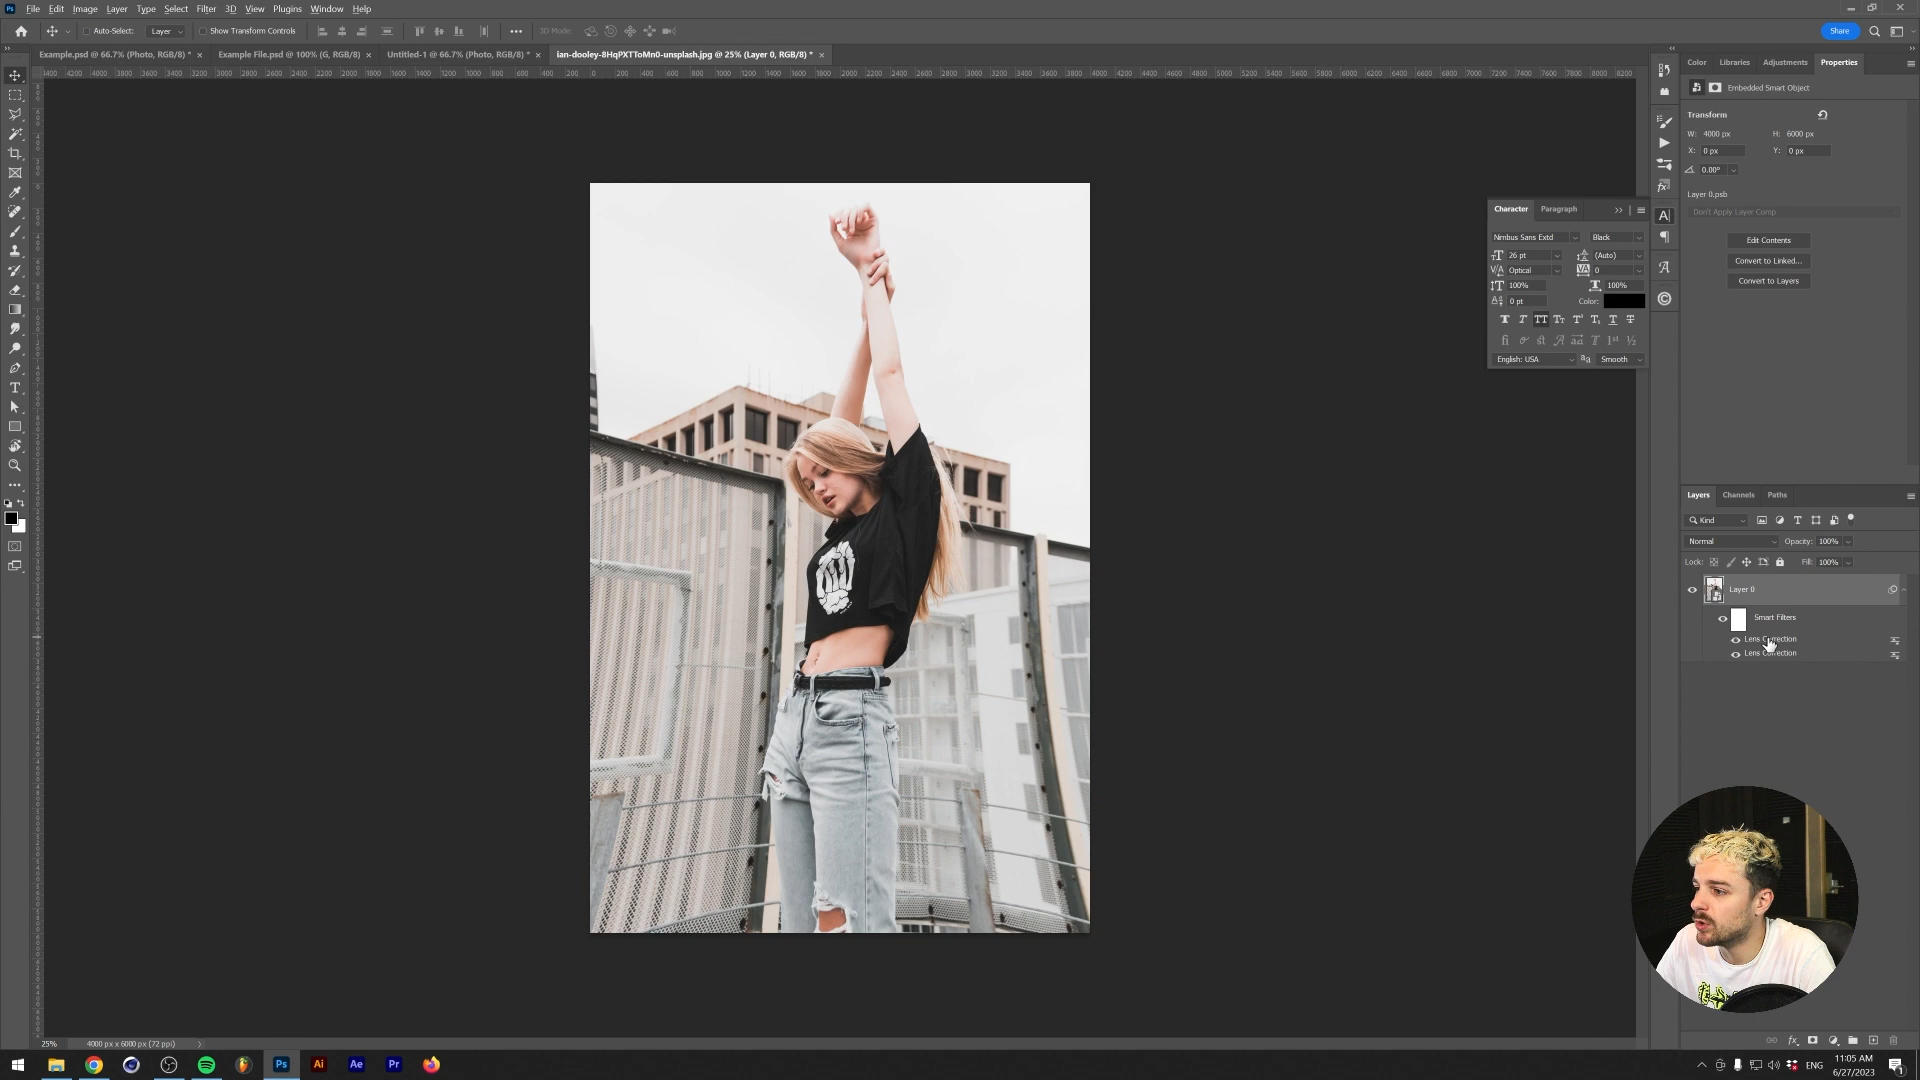 Ps File Edit Image Layer Type Select Filter 3D View Plugins Window Help
Auto-Select: Layer Show Transform Controls 3D Mode: Share
Example.psd @ 66.7% (Photo, RGB/8) * × Example File.psd @ 100% (G, RGB/8) × Untitled-1 @ 66.7% (Photo, RGB/8) * × ian-dooley-8HqPXTToMn0-unsplash.jpg @ 25% (Layer 0, RGB/8) * ×
Color Libraries Adjustments Properties
Embedded Smart Object
Transform
W: 4000 px H: 6000 px
X: 0 px Y: 0 px
0.00°
Layer 0.psb
Don't Apply Layer Comp
Edit Contents
Convert to Linked...
Convert to Layers
Character Paragraph
Nimbus Sans Extd Black
26 pt (Auto)
Optical 0
100% 100%
0 pt Color:
English: USA Smooth
Layers Channels Paths
Kind
Normal Opacity: 100%
Lock: Fill: 100%
Layer 0
Smart Filters
Lens Correction
Lens Correction
25% 4000 px x 6000 px (72 ppi)
Ps Ai Ae Pr
ENG
11:05 AM
6/27/2023